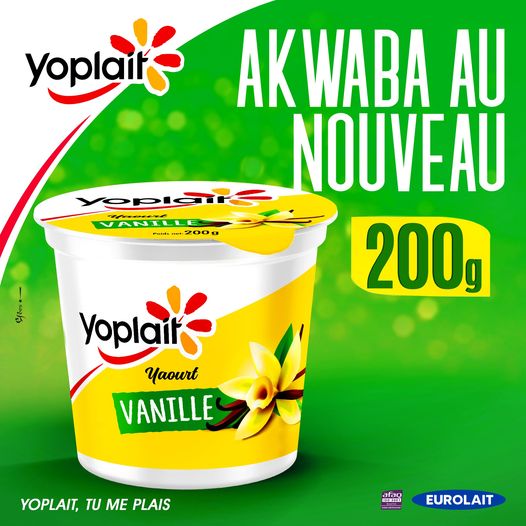 Yoplait
AKWABA AU
NOUVEAU
200g
Yoplait
Yaourt
VANILLE
Poids net 200g
Yoplait
Yaourt
VANILLE
YOPLAIT, TU ME PLAIS
afaq
EUROLAIT